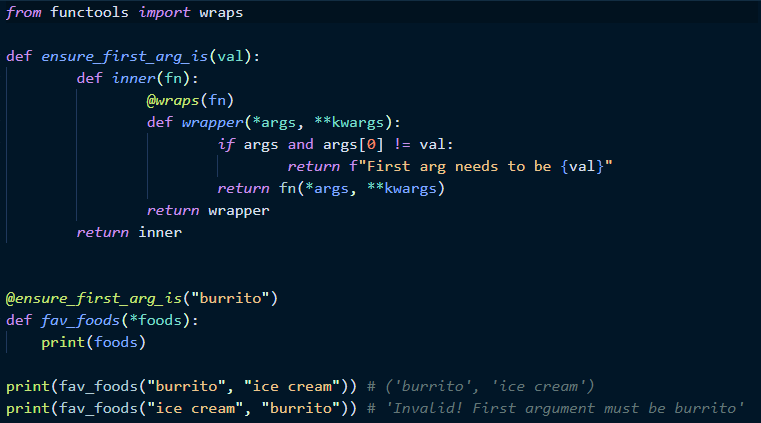 from functools import wraps

def ensure_first_arg_is(val):
        def inner(fn):
                @wraps(fn)
                def wrapper(*args, **kwargs):
                        if args and args[0] != val:
                                return f"First arg needs to be {val}"
                        return fn(*args, **kwargs)
                return wrapper
        return inner


@ensure_first_arg_is("burrito")
def fav_foods(*foods):
    print(foods)

print(fav_foods("burrito", "ice cream")) # ('burrito', 'ice cream')
print(fav_foods("ice cream", "burrito")) # 'Invalid! First argument must be burrito'